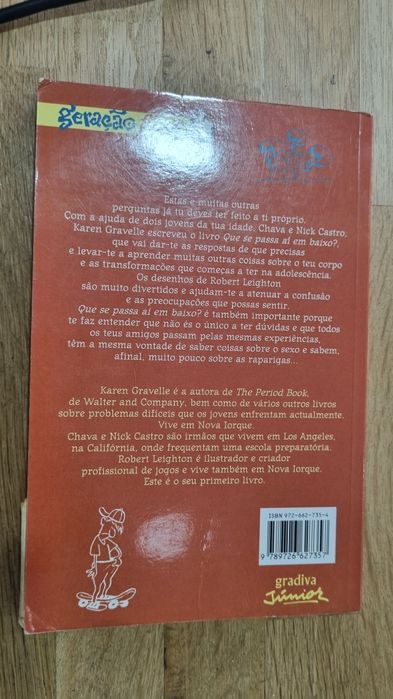 geração
Estas e muitas outras
perguntas já tu deves ter feito a ti próprio.
Com a ajuda de dois jovens da tua idade, Chava e Nick Castro,
Karen Gravelle escreveu o livro Que se passa aí em baixo?,
que vai dar-te as respostas de que precisas
e levar-te a aprender muitas outras coisas sobre o teu corpo
e as transformações que começas a ter na adolescência.
Os desenhos de Robert Leighton
são muito divertidos e ajudam-te a atenuar a confusão
e as preocupações que possas sentir.
Que se passa aí em baixo? é também importante porque
te faz entender que não és o único a ter dúvidas e que todos
os teus amigos passam pelas mesmas experiências,
têm a mesma vontade de saber coisas sobre o sexo e sabem,
afinal, muito pouco sobre as raparigas...
Karen Gravelle é a autora de The Period Book,
de Walter and Company, bem como de vários outros livros
sobre problemas difíceis que os jovens enfrentam actualmente.
Vive em Nova Iorque.
Chava e Nick Castro são irmãos que vivem em Los Angeles,
na Califórnia, onde frequentam uma escola preparatória.
Robert Leighton é ilustrador e criador
profissional de jogos e vive também em Nova Iorque.
Este é o seu primeiro livro.
ISBN 972-662-735-4
9 789726 627357
gradiva
Júnior